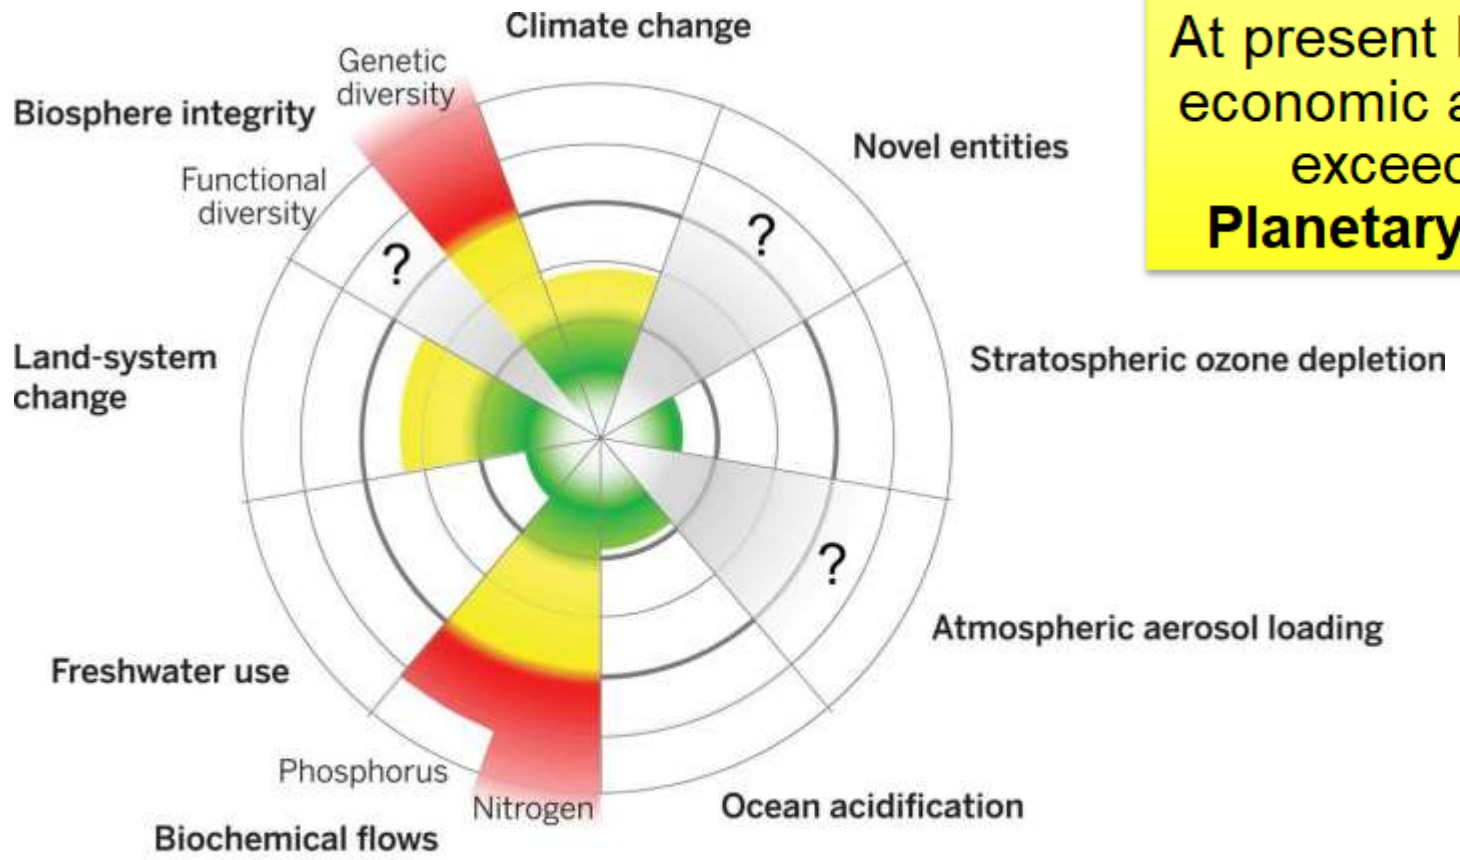 Climate change
Genetic
diversity
Biosphere integrity
Functional
diversity
?
Novel entities
?
Land-system
change
Stratospheric ozone depletion
?
Atmospheric aerosol loading
Freshwater use
Phosphorus
Nitrogen
Biochemical flows
Ocean acidification
At present
economic
exceed
Planetary